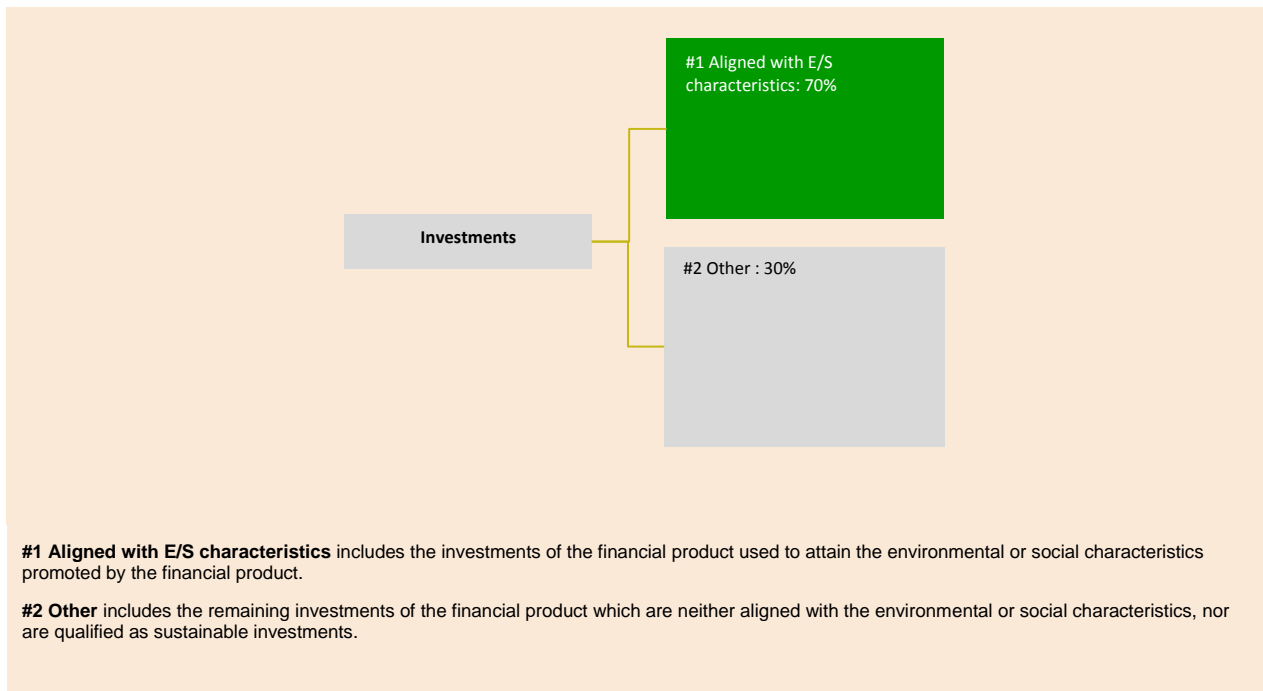 #1 Aligned with E/S
characteristics: 70%
Investments
#2 Other : 30%
#1 Aligned with E/S characteristics includes the investments of the financial product used to attain the environmental or social characteristics
promoted by the financial product.
#2 Other includes the remaining investments of the financial product which are neither aligned with the environmental or social characteristics, nor
are qualified as sustainable investments.